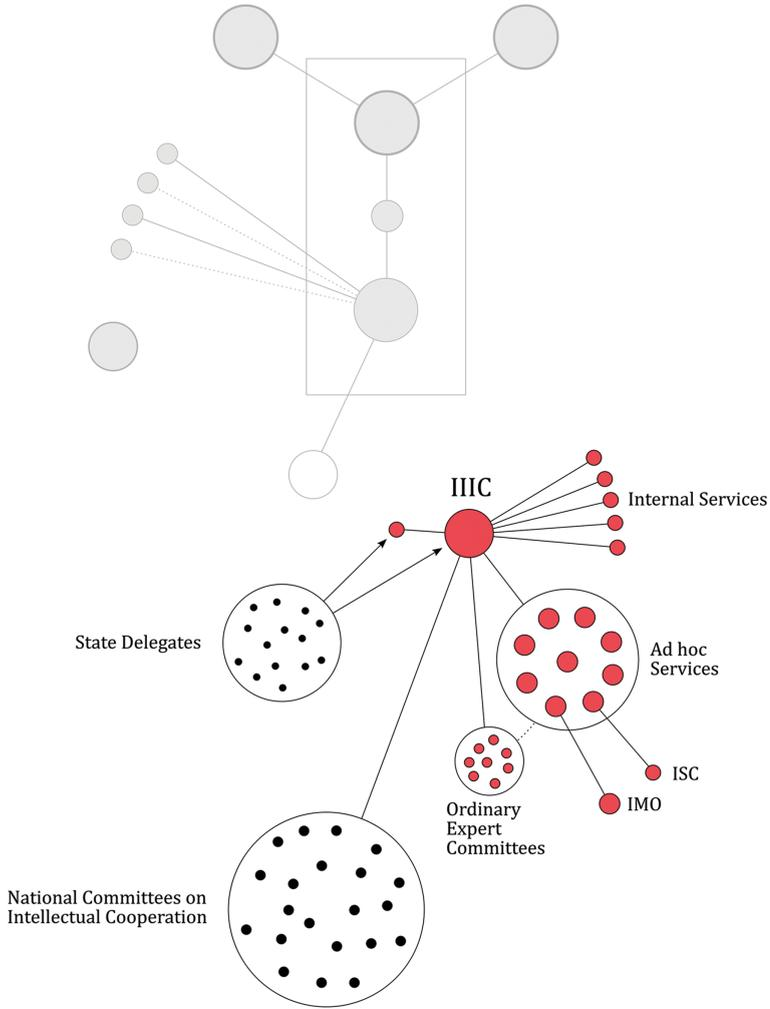 IIIC
Internal Services
State Delegates
Ad hoc
Services
ISC
IMO
Ordinary
Expert
Committees
National Committees on
Intellectual Cooperation